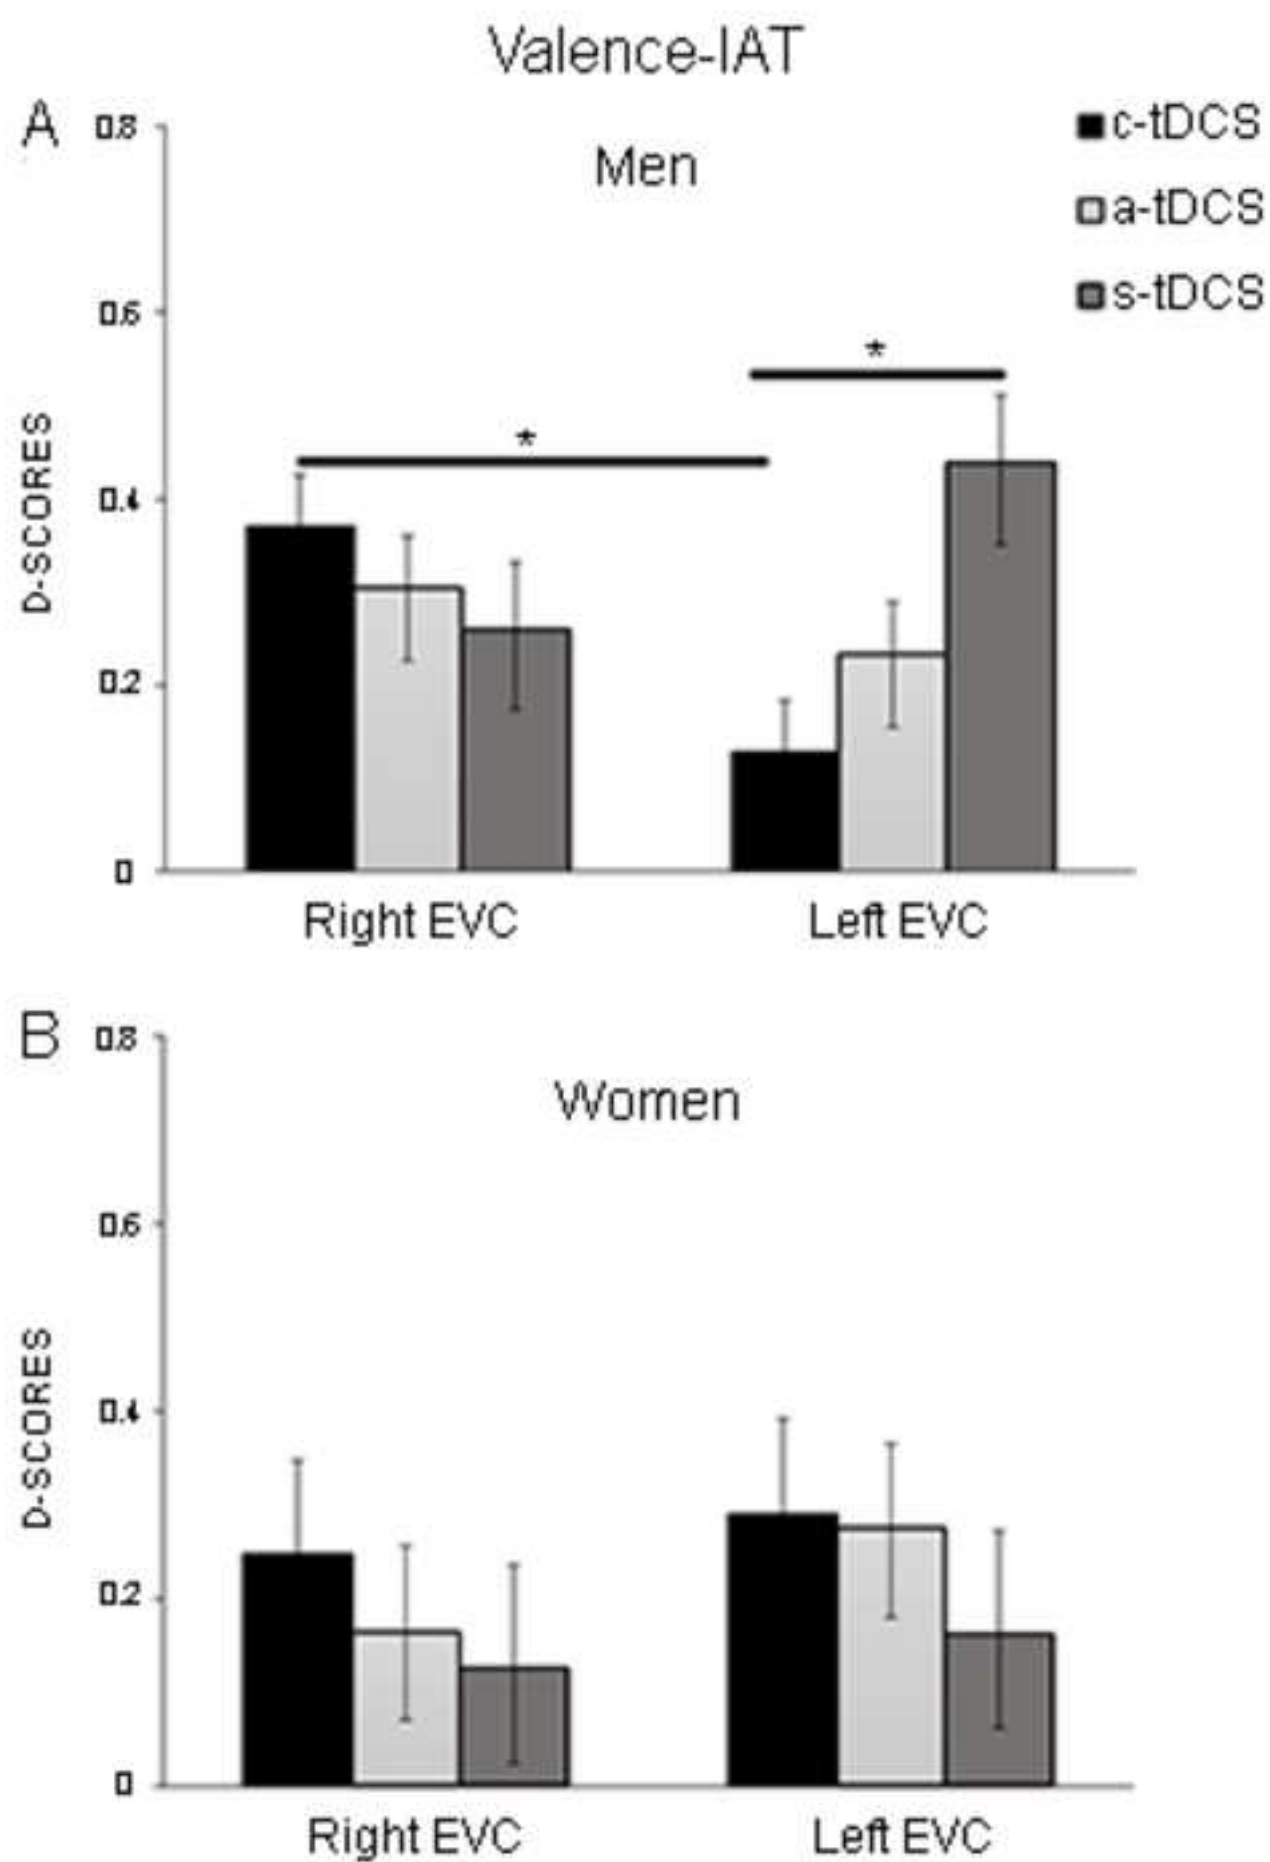 Valence-IAT
A
Men
c-tDCS
a-tDCS
s-tDCS
0.8
0.6
0.4
0.2
0
D-SCORES
*
*
Right EVC
Left EVC
B
Women
0.8
0.6
0.4
0.2
0
D-SCORES
Right EVC
Left EVC